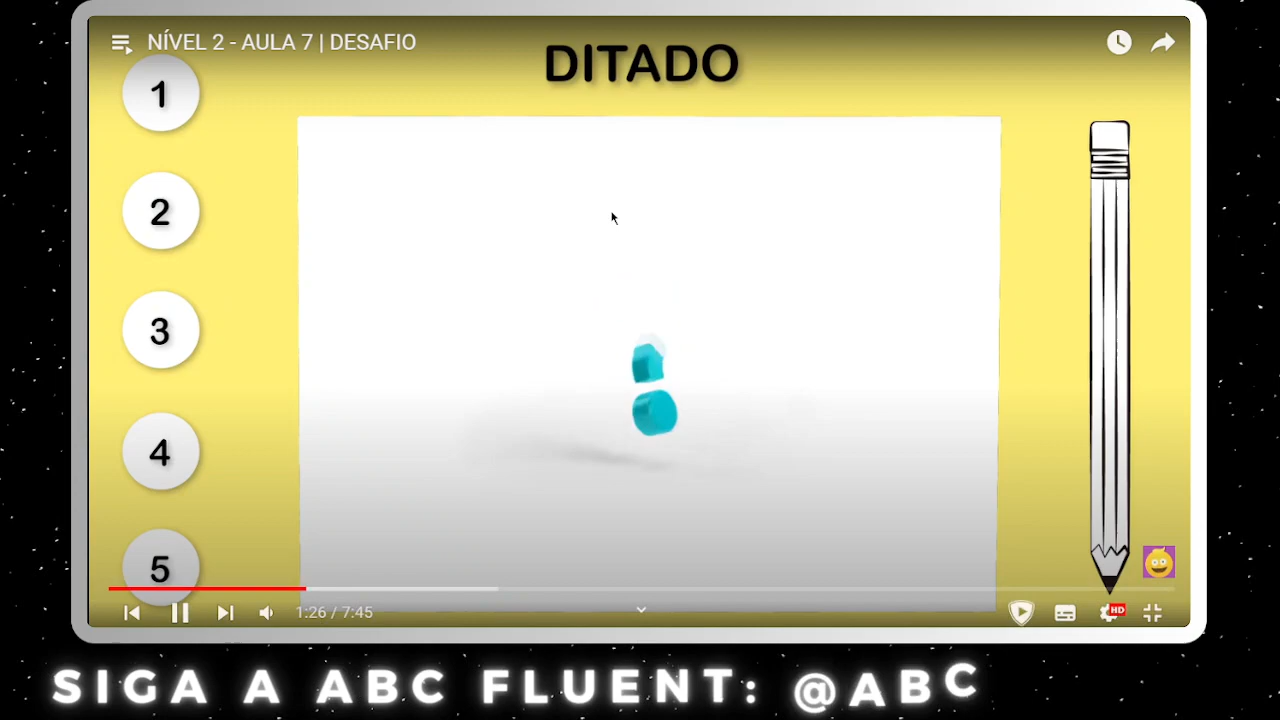 NÍVEL 2 - AULA 7 | DESAFIO
DITADO
1
2
3
4
5
1:26 / 7:45
HD
SIGA A ABC FLUENT: @ABC